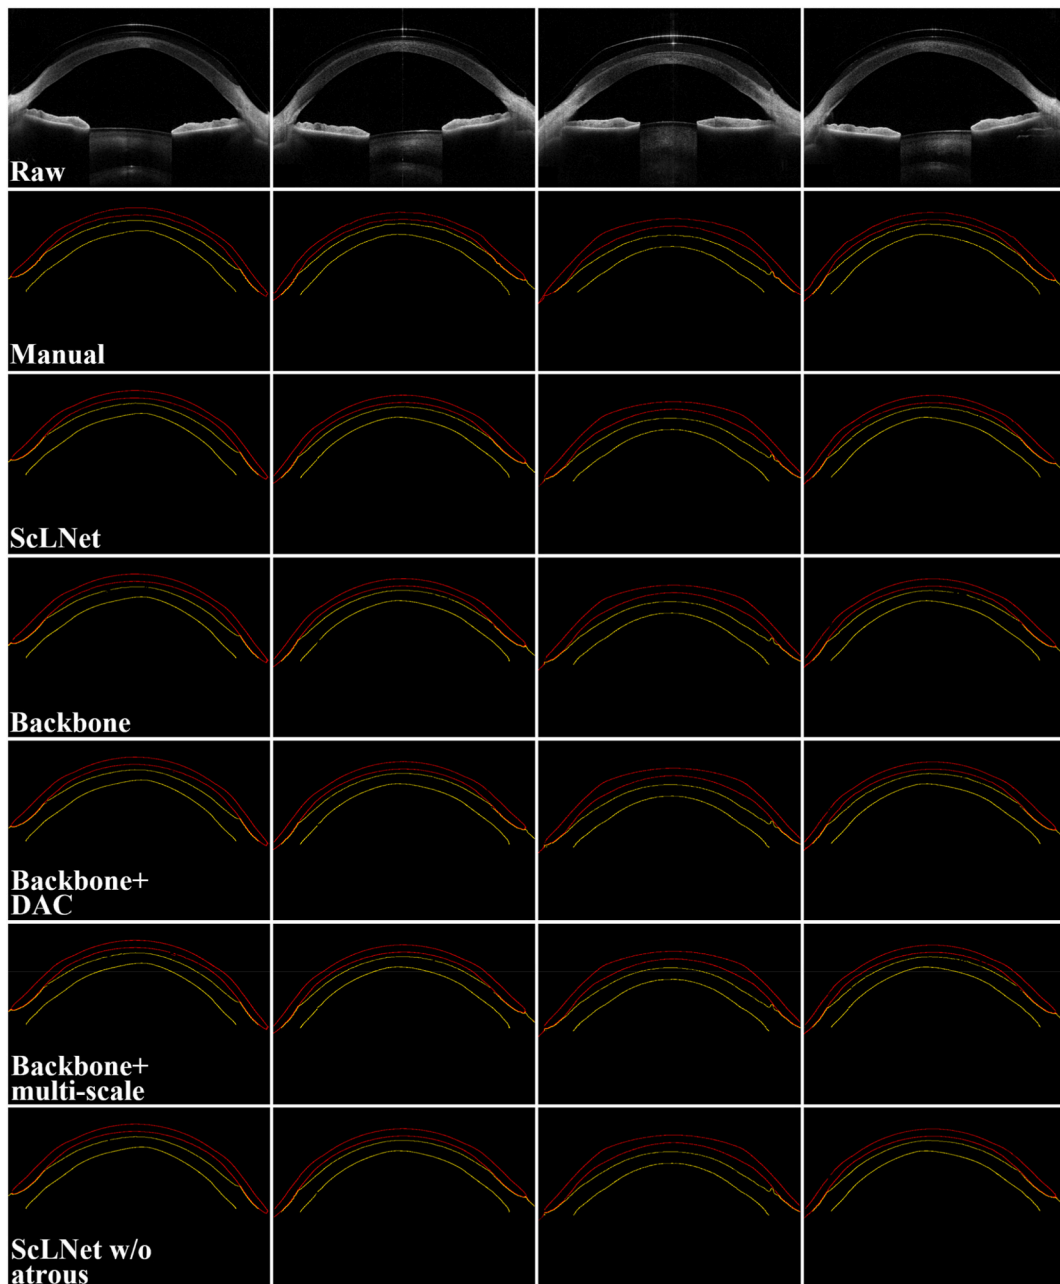 Raw
Manual
ScLNet
Backbone
Backbone+
DAC
Backbone+
multi-scale
ScLNet w/o
atrous